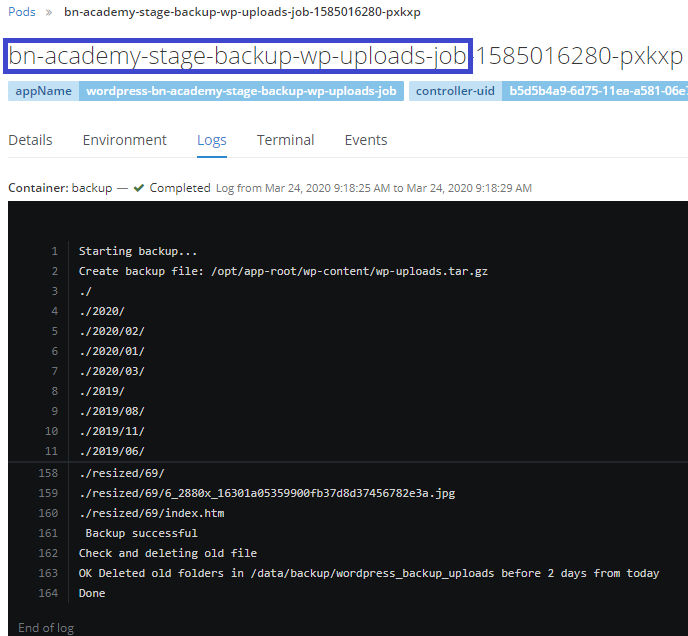 Pods » bn-academy-stage-backup-wp-uploads-job-1585016280-pxkxp
bn-academy-stage-backup-wp-uploads-job-1585016280-pxkxp
appName wordpress-bn-academy-stage-backup-wp-uploads-job controller-uid b5d5b4a9-6d75-11ea-a581-06e7
Details Environment Logs Terminal Events
Container: backup — ✔ Completed Log from Mar 24, 2020 9:18:25 AM to Mar 24, 2020 9:18:29 AM
1 Starting backup...
2 Create backup file: /opt/app-root/wp-content/wp-uploads.tar.gz
3 ./
4 ./2020/
5 ./2020/02/
6 ./2020/01/
7 ./2020/03/
8 ./2019/
9 ./2019/08/
10 ./2019/11/
11 ./2019/06/
158 ./resized/69/
159 ./resized/69/6_2880x_16301a05359900fb37d8d37456782e3a.jpg
160 ./resized/69/index.htm
161 Backup successful
162 Check and deleting old file
163 OK Deleted old folders in /data/backup/wordpress_backup_uploads before 2 days from today
164 Done
End of log